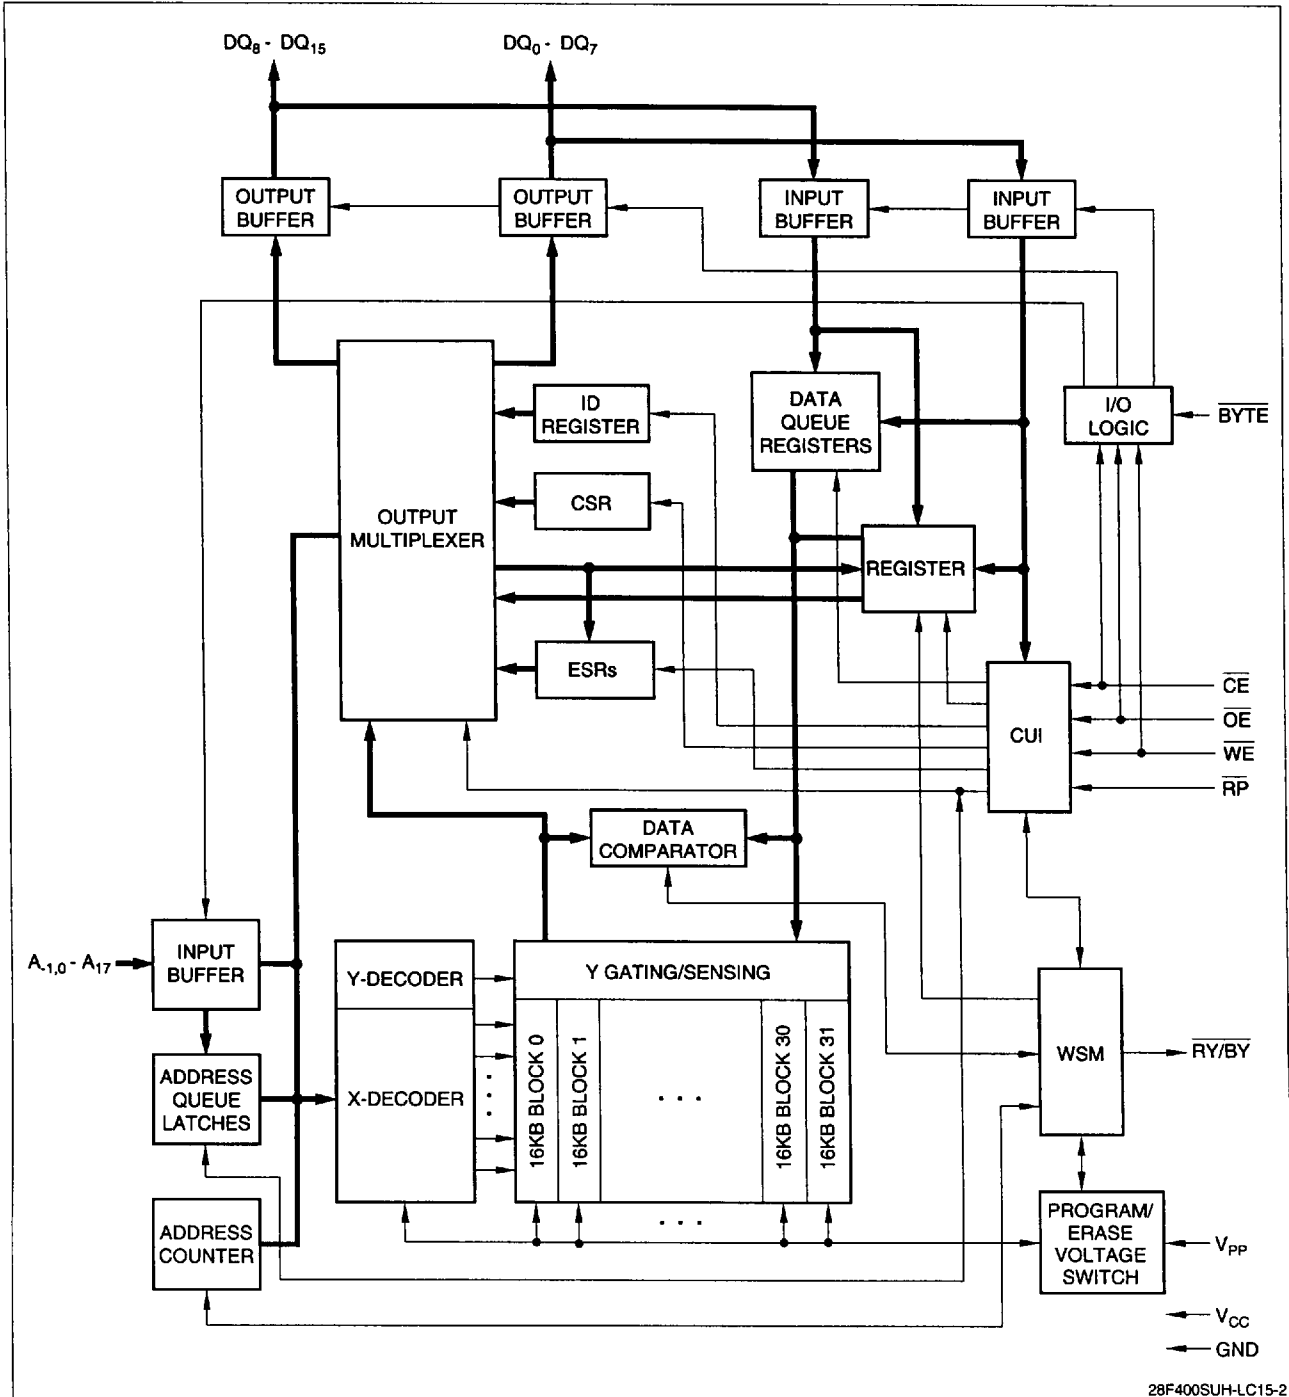 DQ8 - DQ15
DQ0 - DQ7
OUTPUT
BUFFER
OUTPUT
BUFFER
INPUT
BUFFER
INPUT
BUFFER
ID
REGISTER
DATA
QUEUE
REGISTERS
I/O
LOGIC
BYTE
CSR
OUTPUT
MULTIPLEXER
REGISTER
ESRs
CUI
CE
OE
WE
RP
DATA
COMPARATOR
A-1,0 - A17
INPUT
BUFFER
Y-DECODER
Y GATING/SENSING
ADDRESS
QUEUE
LATCHES
X-DECODER
16KB BLOCK 0
16KB BLOCK 1
. . .
16KB BLOCK 30
16KB BLOCK 31
WSM
RY/BY
ADDRESS
COUNTER
. . .
PROGRAM/
ERASE
VOLTAGE
SWITCH
VPP
VCC
GND
28F400SUH-LC15-2